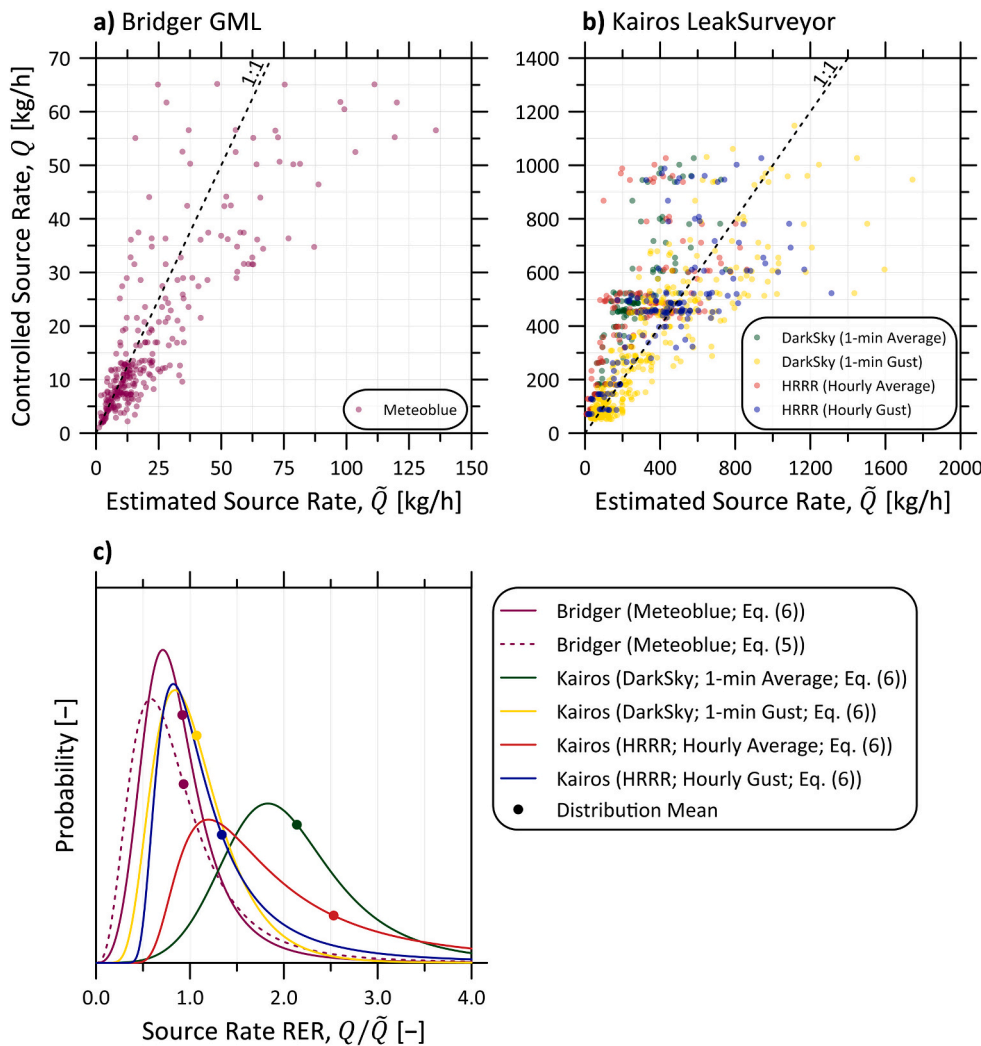 a) Bridger GML
Controlled Source Rate, Q [kg/h]
70
60
50
40
30
20
10
0
1:1
Meteoblue
0 25 50 75 100 125 150
Estimated Source Rate, Q̃ [kg/h]
b) Kairos LeakSurveyor
1400
1200
1000
800
600
400
200
0
1:1
DarkSky (1-min Average)
DarkSky (1-min Gust)
HRRR (Hourly Average)
HRRR (Hourly Gust)
0 400 800 1200 1600 2000
Estimated Source Rate, Q̃ [kg/h]
c)
Probability [–]
0.0 1.0 2.0 3.0 4.0
Source Rate RER, Q/Q̃ [–]
Bridger (Meteoblue; Eq. (6))
Bridger (Meteoblue; Eq. (5))
Kairos (DarkSky; 1-min Average; Eq. (6))
Kairos (DarkSky; 1-min Gust; Eq. (6))
Kairos (HRRR; Hourly Average; Eq. (6))
Kairos (HRRR; Hourly Gust; Eq. (6))
Distribution Mean